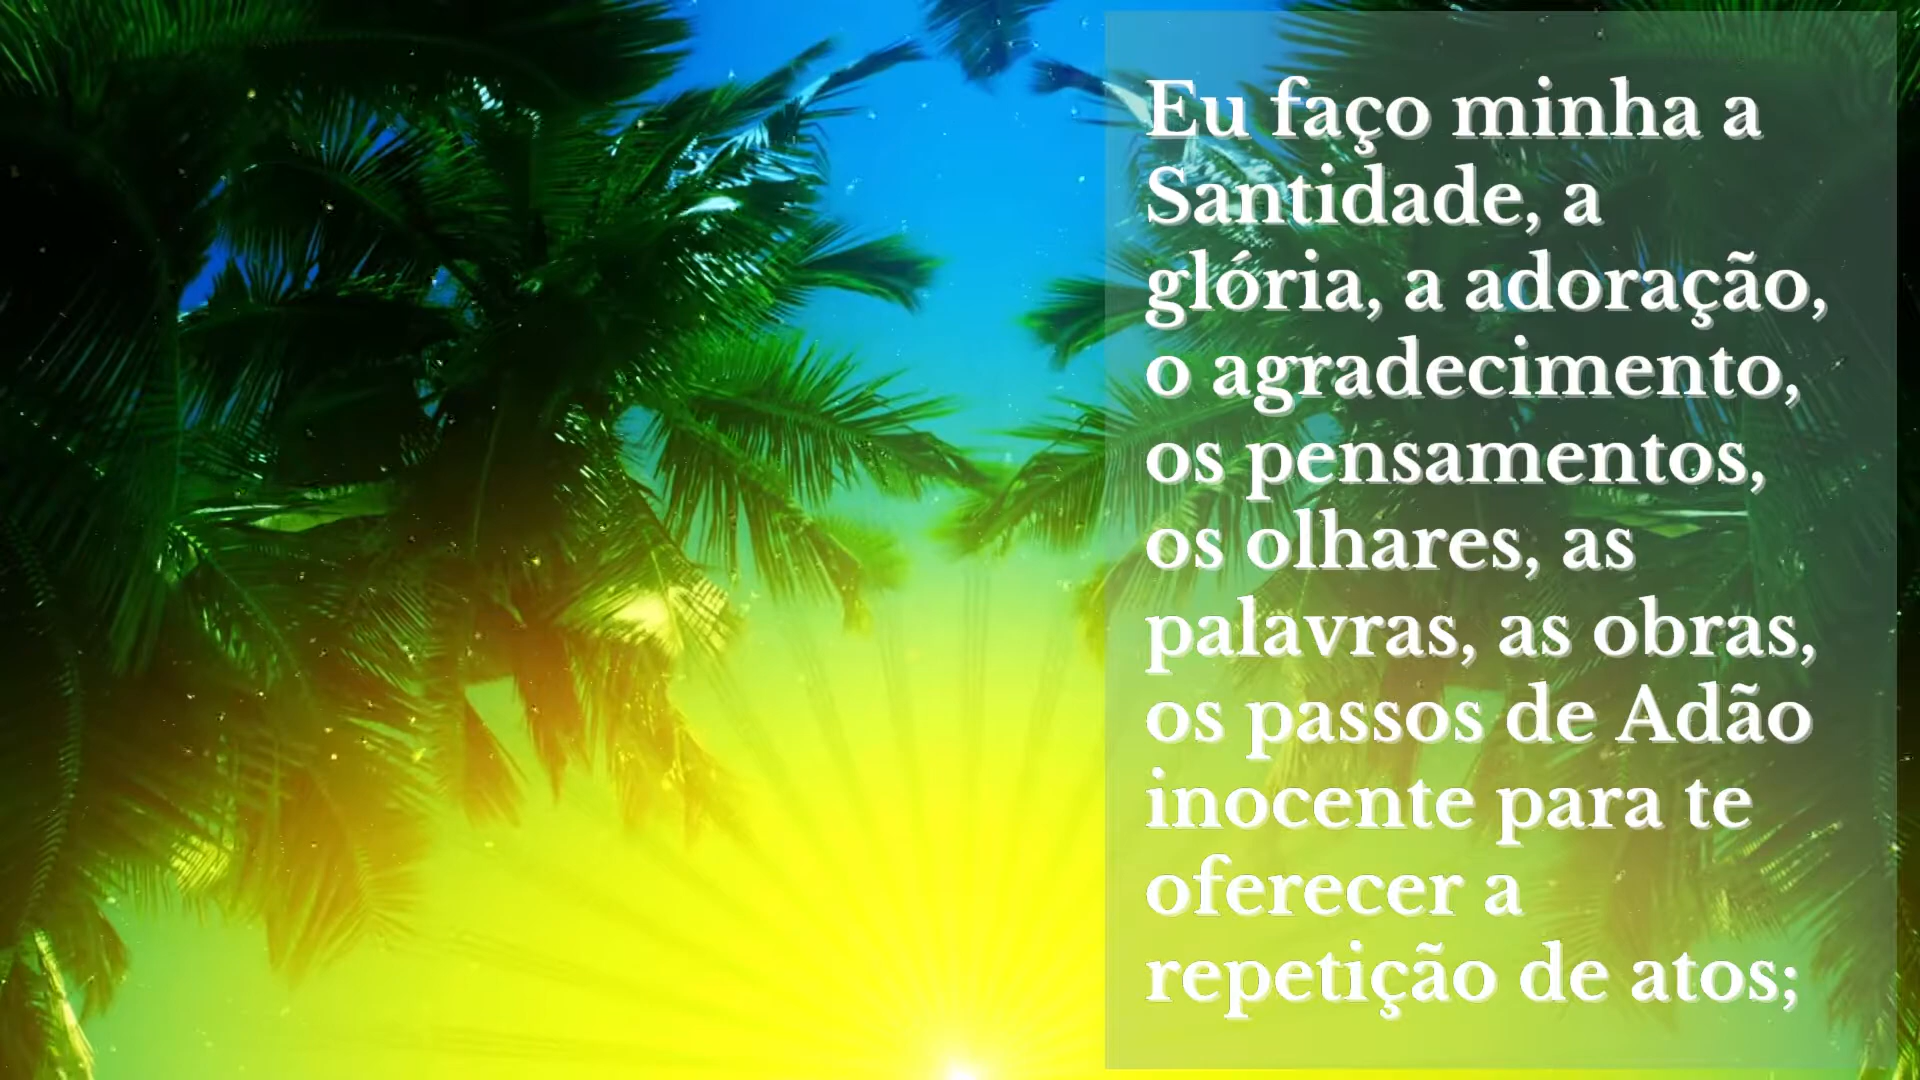 Eu faço minha a
Santidade, a
glória, a adoração,
o agradecimento,
os pensamentos,
os olhares, as
palavras, as obras,
os passos de Adão
inocente para te
oferecer a
repetição de atos;